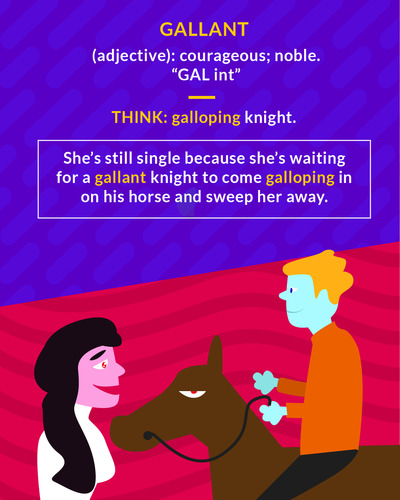 GALLANT
(adjective): courageous; noble.
“GAL int”
THINK: galloping knight.
She’s still single because she’s waiting
for a gallant knight to come galloping in
on his horse and sweep her away.